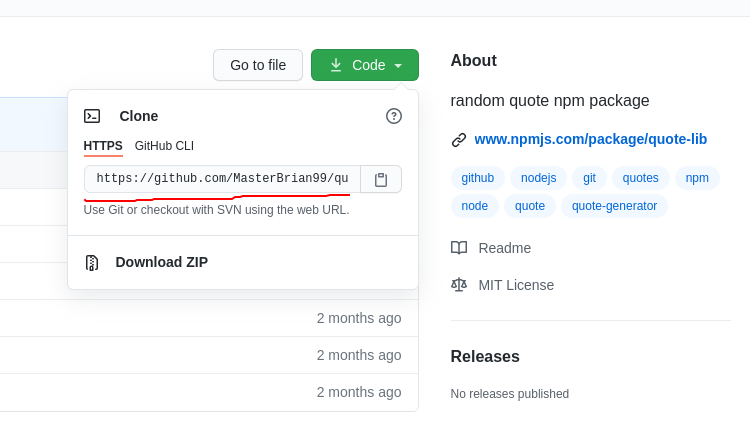 Go to file
Code
Clone
HTTPS GitHub CLI
https://github.com/MasterBrian99/qu
Use Git or checkout with SVN using the web URL.
Download ZIP
2 months ago
2 months ago
2 months ago
About
random quote npm package
www.npmjs.com/package/quote-lib
github nodejs git quotes npm
node quote quote-generator
Readme
MIT License
Releases
No releases published